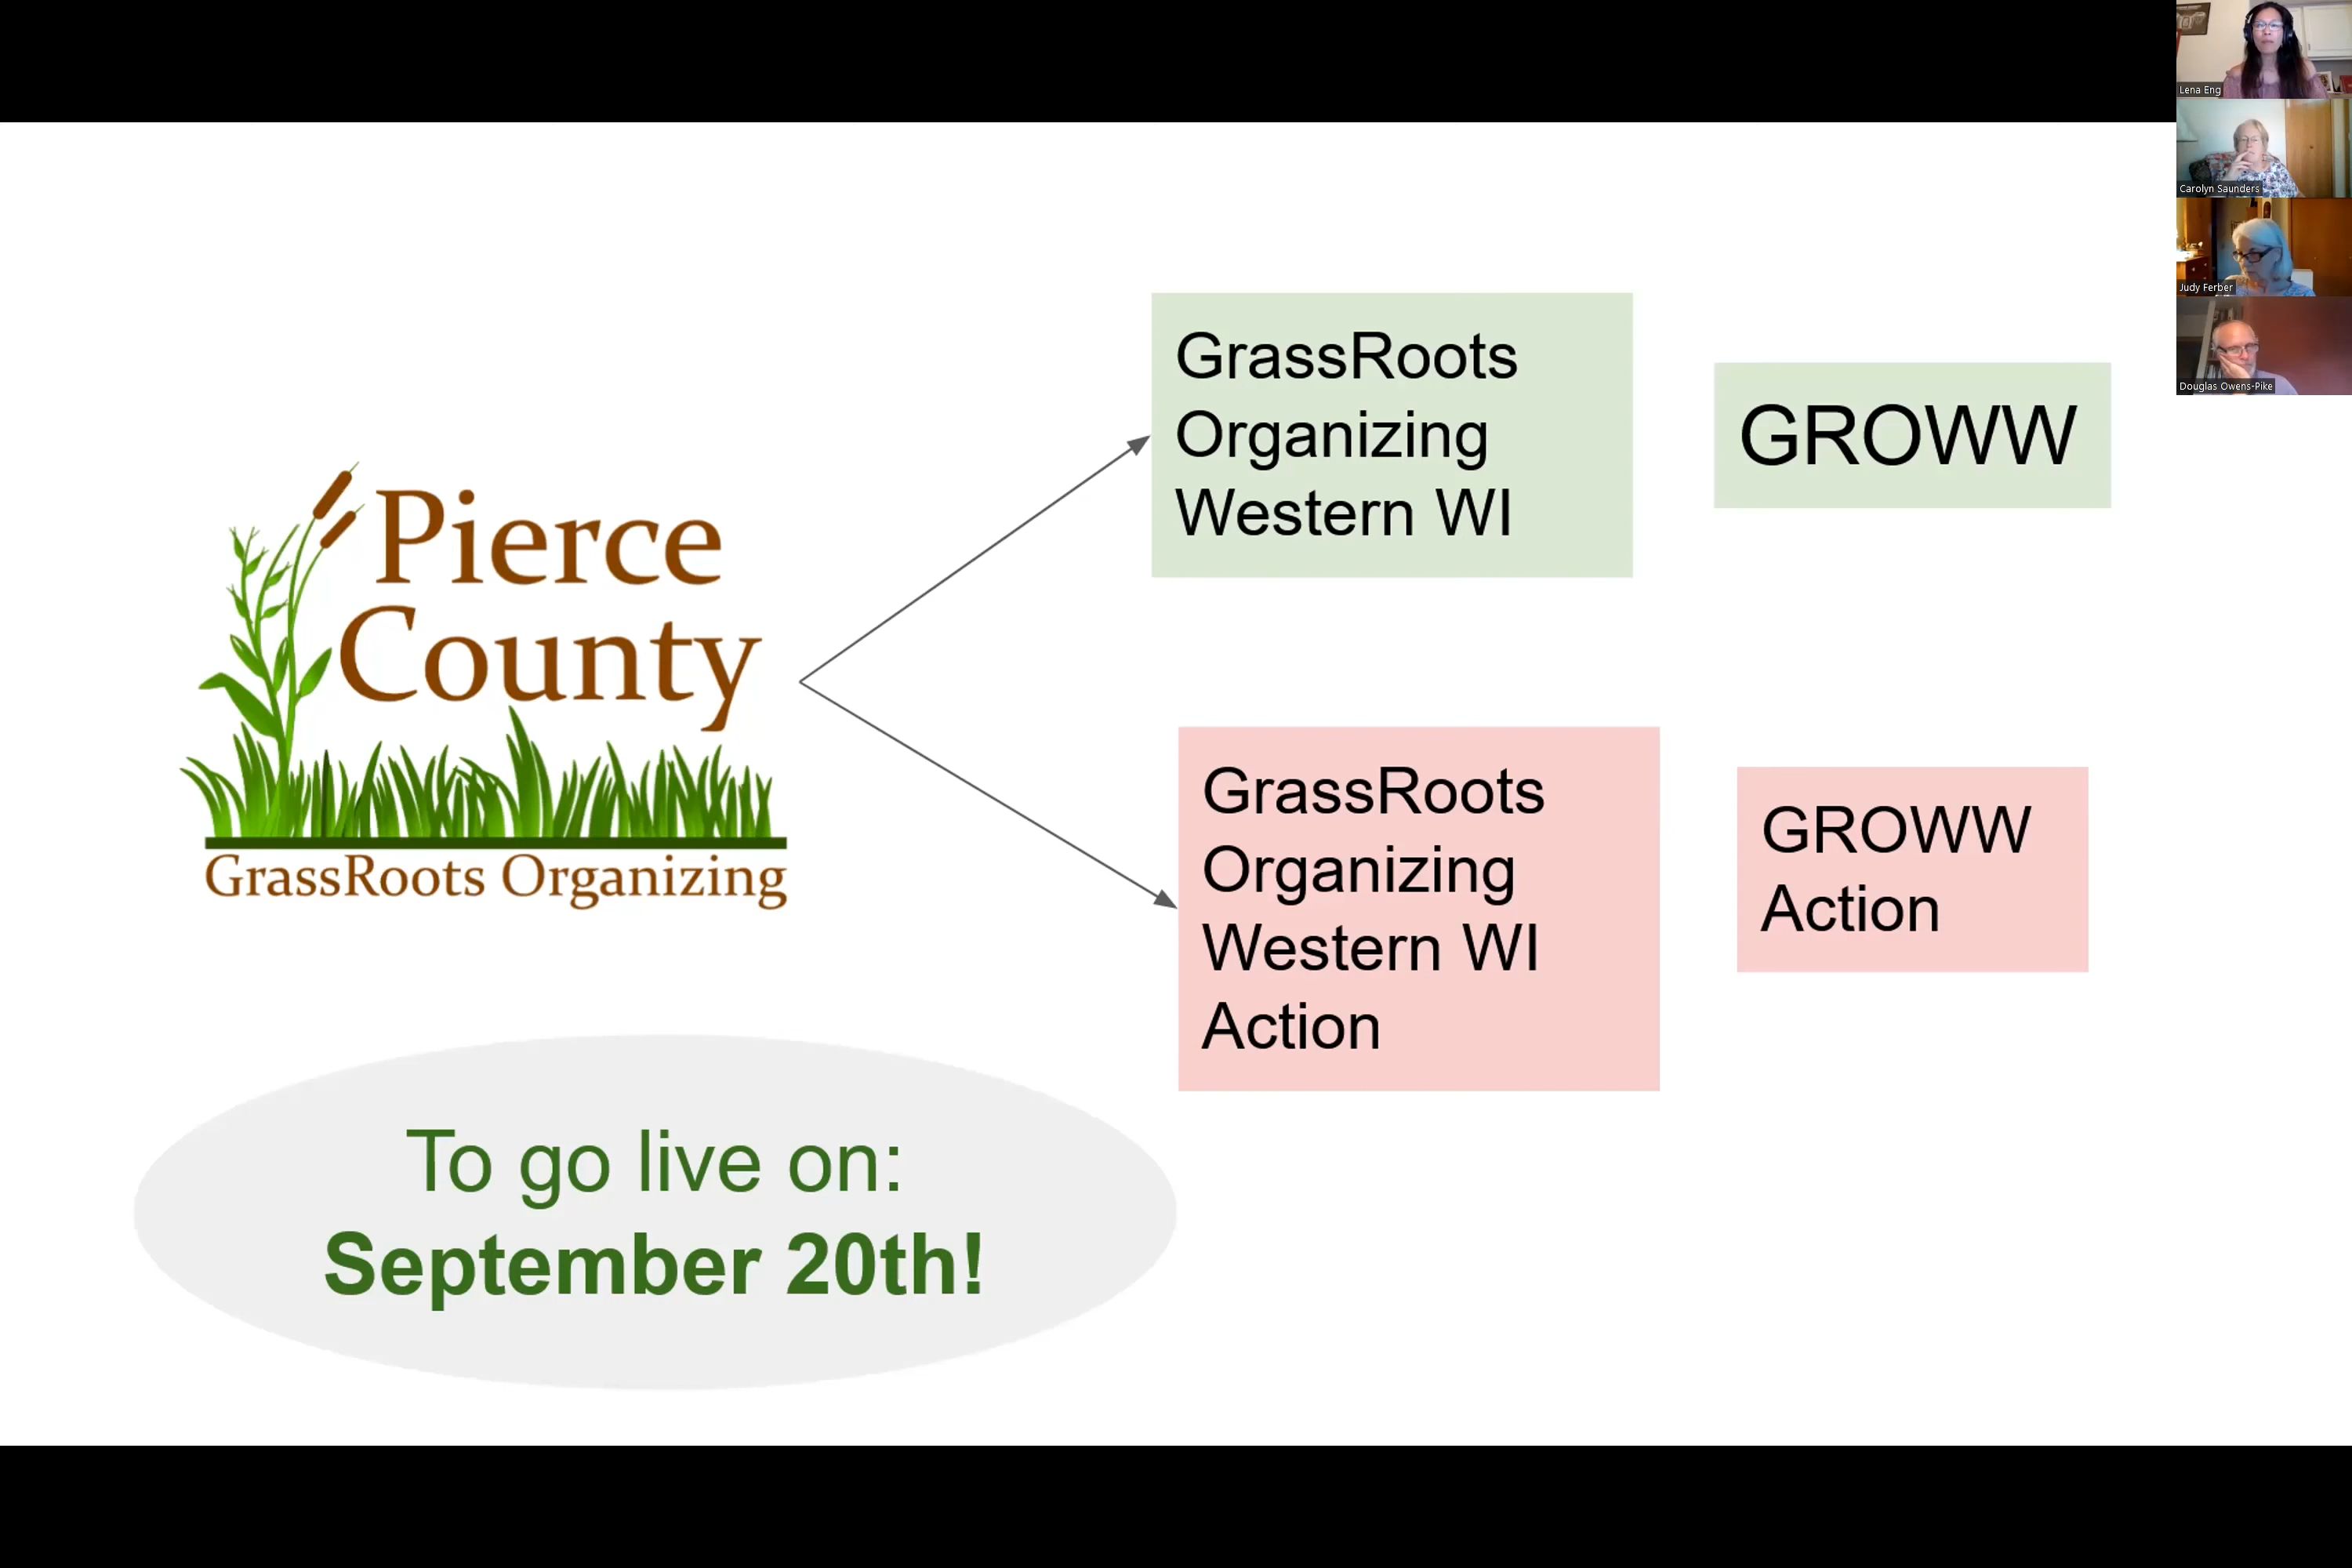 Pierce
County
GrassRoots Organizing
GrassRoots
Organizing
Western WI
GROWW
GrassRoots
Organizing
Western WI
Action
GROWW
Action
To go live on:
September 20th!
Lena Eng
Carolyn Saunders
Judy Ferber
Douglas Owens-Pike